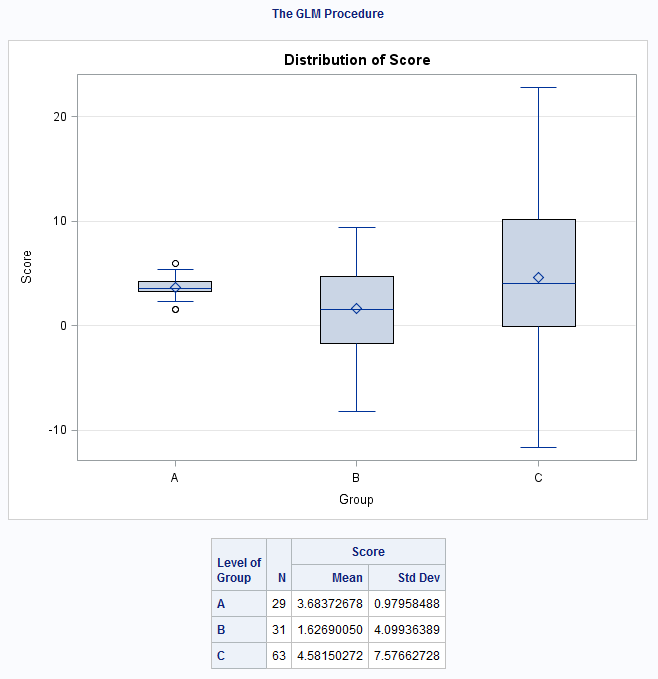 The GLM Procedure
Distribution of Score
20
10
0
-10
Score
A B C
Group
Level of Group N Score
Mean Std Dev
A 29 3.68372678 0.97958488
B 31 1.62690050 4.09936389
C 63 4.58150272 7.57662728